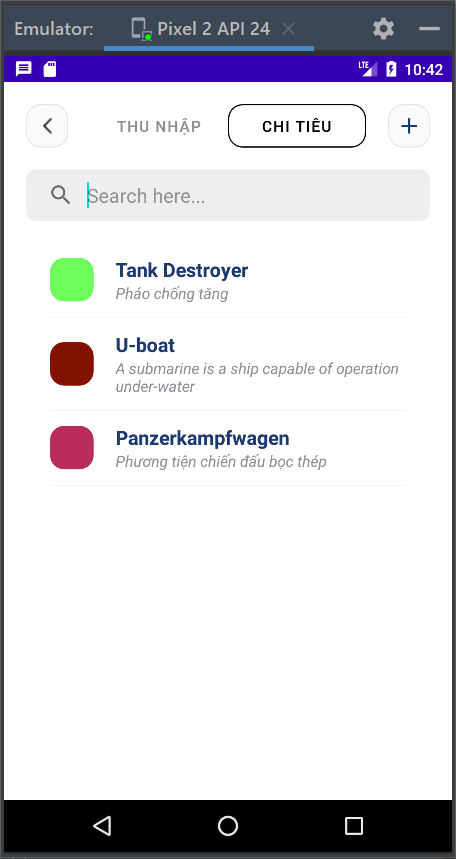 Emulator: Pixel 2 API 24
LTE 10:42
THU NHẬP CHI TIÊU
Search here...
Tank Destroyer
Pháo chống tăng
U-boat
A submarine is a ship capable of operation
under-water
Panzerkampfwagen
Phương tiện chiến đấu bọc thép